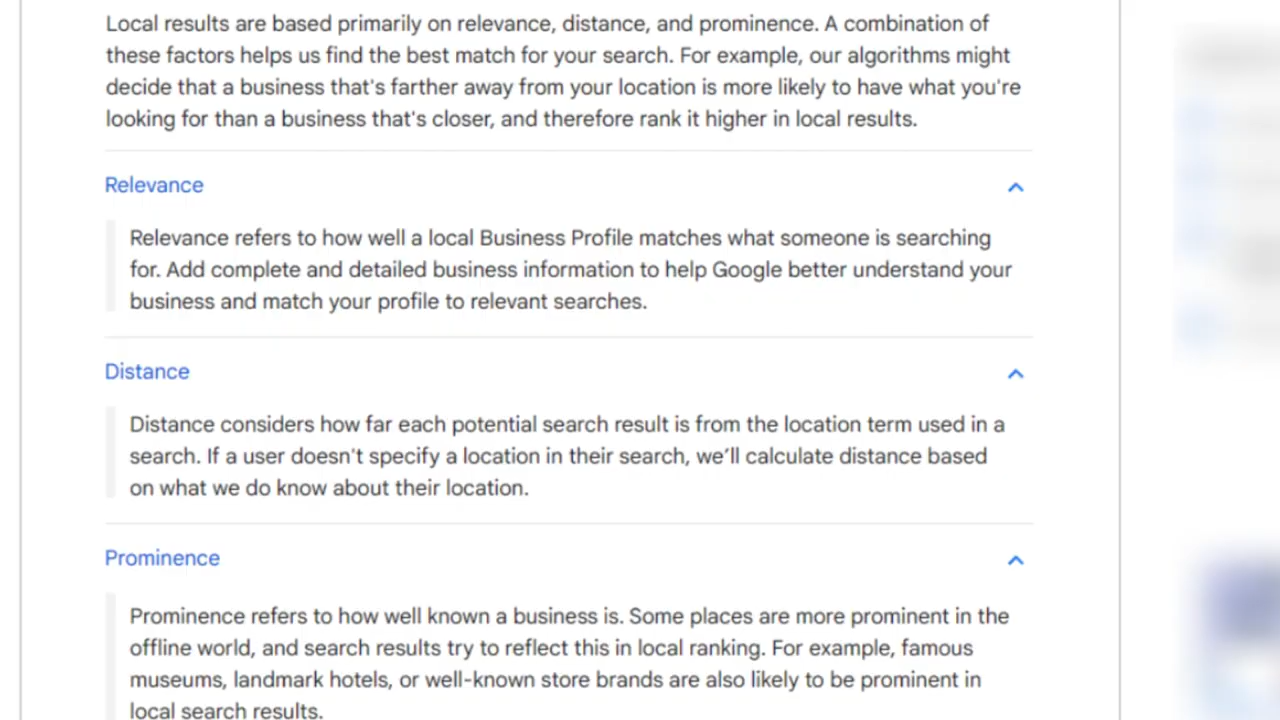 Local results are based primarily on relevance, distance, and prominence. A combination of
these factors helps us find the best match for your search. For example, our algorithms might
decide that a business that's farther away from your location is more likely to have what you're
looking for than a business that's closer, and therefore rank it higher in local results.
Relevance
Relevance refers to how well a local Business Profile matches what someone is searching
for. Add complete and detailed business information to help Google better understand your
business and match your profile to relevant searches.
Distance
Distance considers how far each potential search result is from the location term used in a
search. If a user doesn't specify a location in their search, we’ll calculate distance based
on what we do know about their location.
Prominence
Prominence refers to how well known a business is. Some places are more prominent in the
offline world, and search results try to reflect this in local ranking. For example, famous
museums, landmark hotels, or well-known store brands are also likely to be prominent in
local search results.